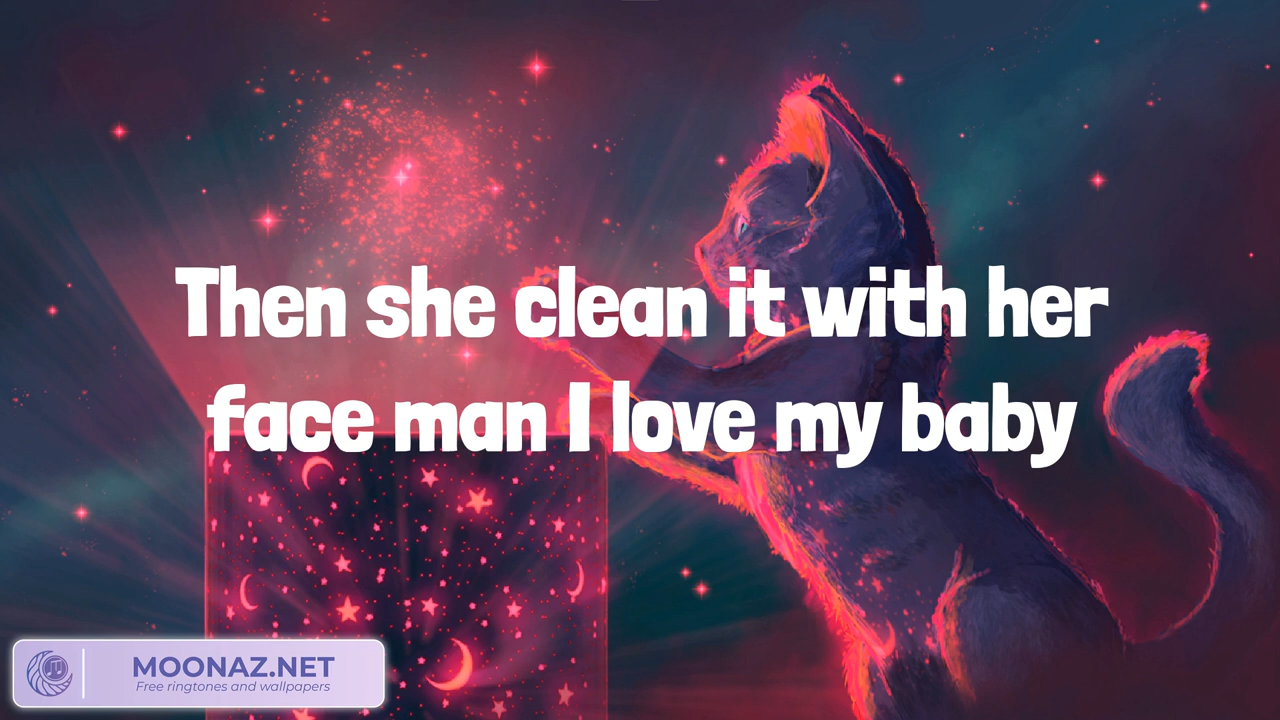 Then she clean it with her
face man I love my baby
MOONAZ.NET
Free ringtones and wallpapers